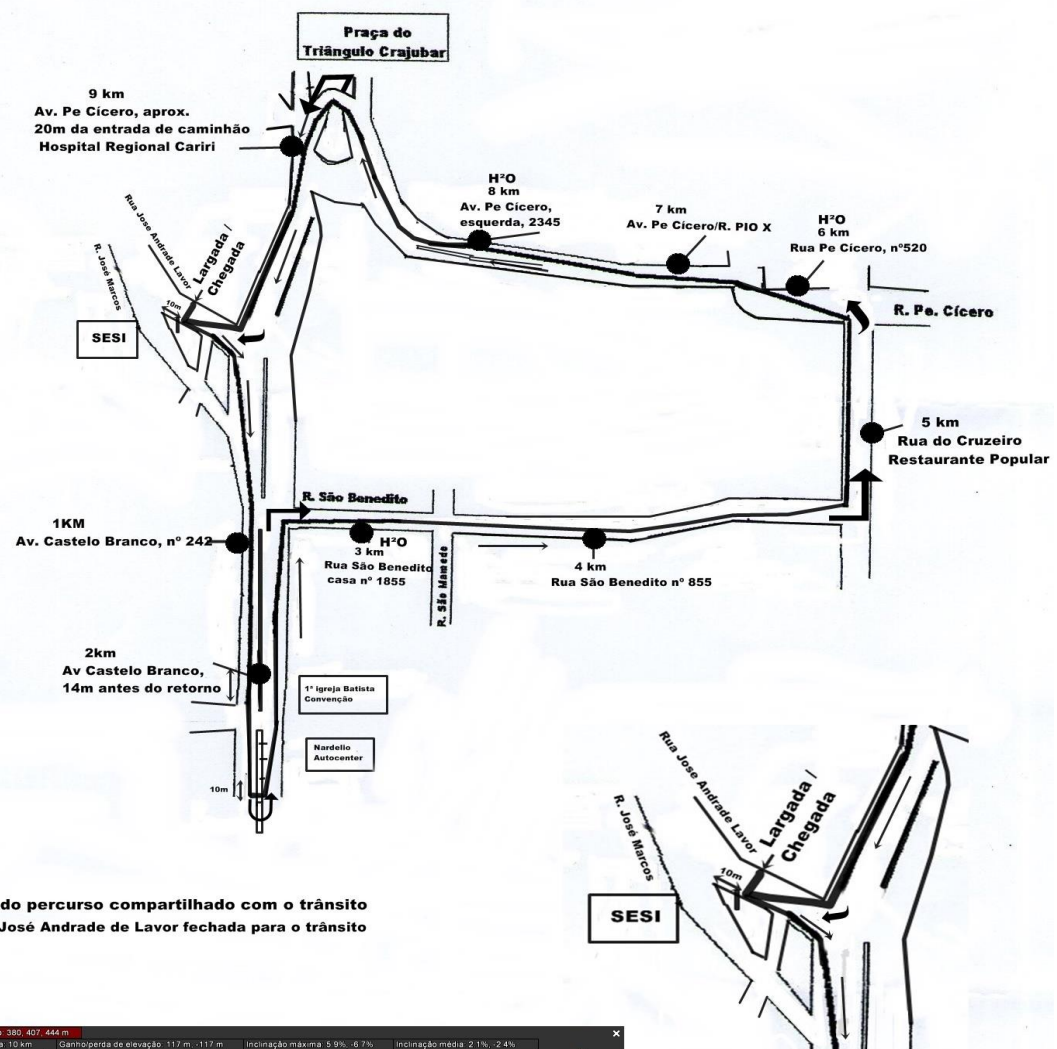 Praça do
Triângulo Crajubar
9 km
Av. Pe Cícero, aprox.
20m da entrada de caminhão
Hospital Regional Cariri
H²O
8 km
Av. Pe Cícero,
esquerda, 2345
7 km
Av. Pe Cícero/R. PIO X
H²O
6 km
Rua Pe Cícero, nº520
R. Pe. Cícero
Rua Jose Andrade Lavor
Largada /
Chegada
R. José Marcos
10m
SESI
5 km
Rua do Cruzeiro
Restaurante Popular
R. São Benedito
1KM
Av. Castelo Branco, nº 242
H²O
3 km
Rua São Benedito
casa nº 1855
R. São Mamede
4 km
Rua São Benedito nº 855
2km
Av Castelo Branco,
14m antes do retorno
1ª igreja Batista
Convenção
Nardelio
Autocenter
10m
Rua Jose Andrade Lavor
Largada /
Chegada
R. José Marcos
10m
SESI
do percurso compartilhado com o trânsito
José Andrade de Lavor fechada para o trânsito
380, 407, 444 m
10 km Ganho/perda de elevação: 117 m, -117 m Inclinação máxima: 5.9%, -6.7% Inclinação média: 2.1%, -2.4%